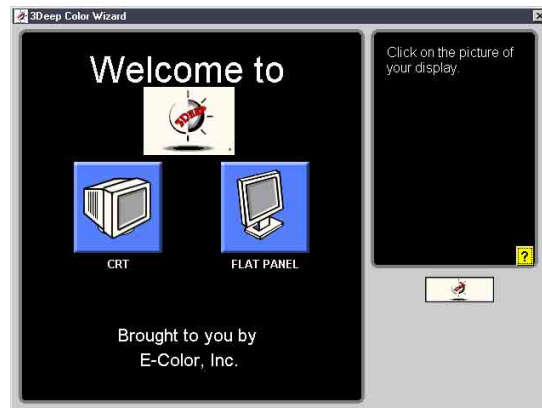 3Deep Color Wizard
Welcome to
3DEEP
CRT
FLAT PANEL
Brought to you by
E-Color, Inc.
Click on the picture of
your display.
?